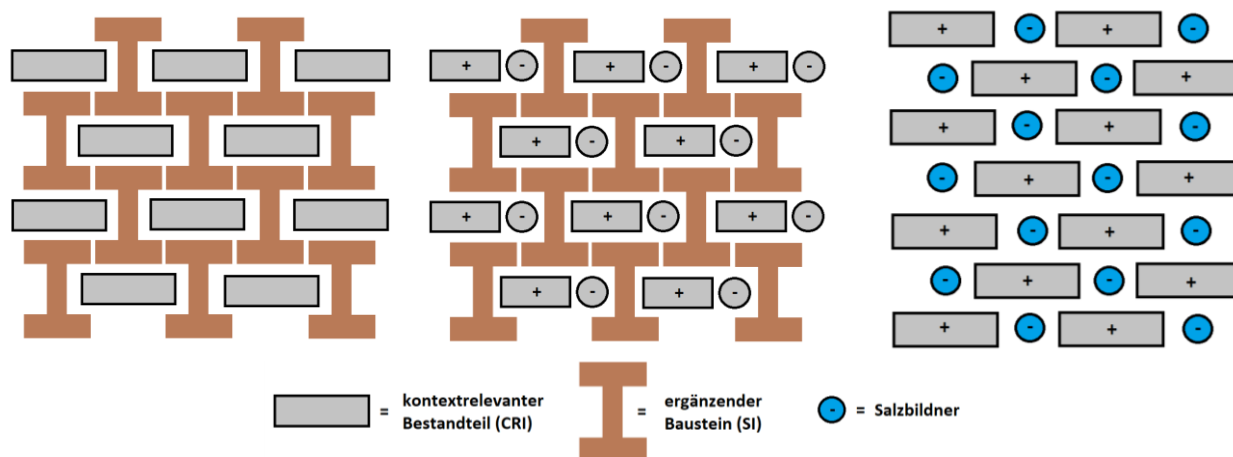 + - + - + -
+ - + -
+ - + - + -
+ - + -
+ - + -
- + - +
+ - + -
- + - +
+ - + -
- + - +
+ - + -
= kontextrelevanter
Bestandteil (CRI)
= ergänzender
Baustein (SI)
- = Salzbildner